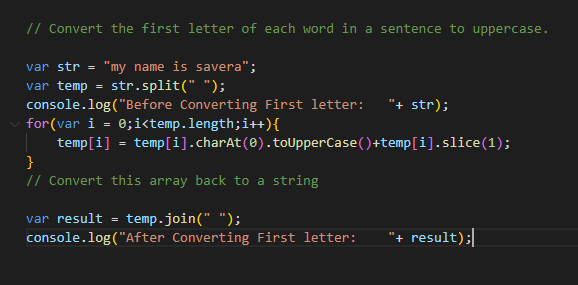 // Convert the first letter of each word in a sentence to uppercase.
var str = "my name is savera";
var temp = str.split(" ");
console.log("Before Converting First letter:   "+ str);
for(var i = 0;i<temp.length;i++){
    temp[i] = temp[i].charAt(0).toUpperCase()+temp[i].slice(1);
}
// Convert this array back to a string
var result = temp.join(" ");
console.log("After Converting First letter:    "+ result);